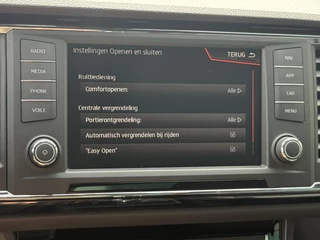 Instellingen Openen en sluiten
TERUG
RADIO
MEDIA
PHONE
VOICE
Ruitbediening
Comfortopenen: Alle
Centrale vergrendeling
Portierontgrendeling: Alle
Automatisch vergrendelen bij rijden
"Easy Open"
NAV
APP
CAR
MENU